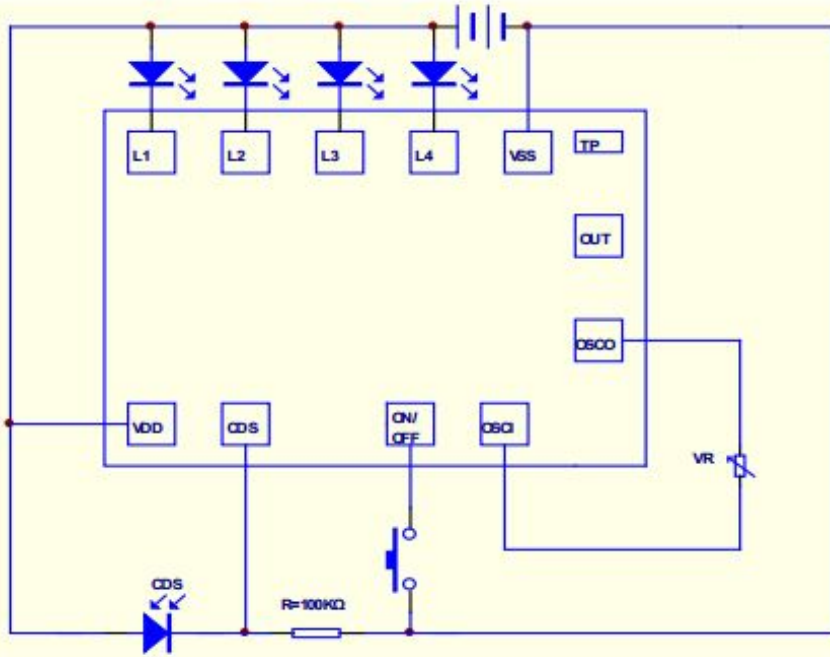 L1
L2
L3
L4
VSS
TP
OUT
OSCO
VDD
CDS
ON/
OFF
OSCI
VR
CDS
R=100KΩ